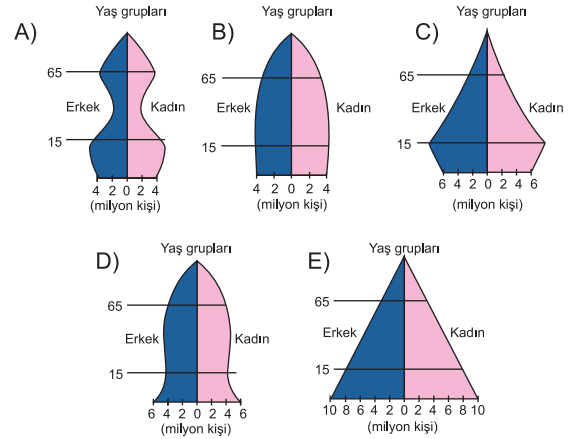 A)
Yaş grupları
65
Erkek
Kadın
15
4 2 0 2 4
(milyon kişi)
B)
Yaş grupları
65
Erkek
Kadın
15
4 2 0 2 4
(milyon kişi)
C)
Yaş grupları
65
Erkek
Kadın
15
6 4 2 0 2 4 6
(milyon kişi)
D)
Yaş grupları
65
Erkek
Kadın
15
6 4 2 0 2 4 6
(milyon kişi)
E)
Yaş grupları
65
Erkek
Kadın
15
10 8 6 4 2 0 2 4 6 8 10
(milyon kişi)